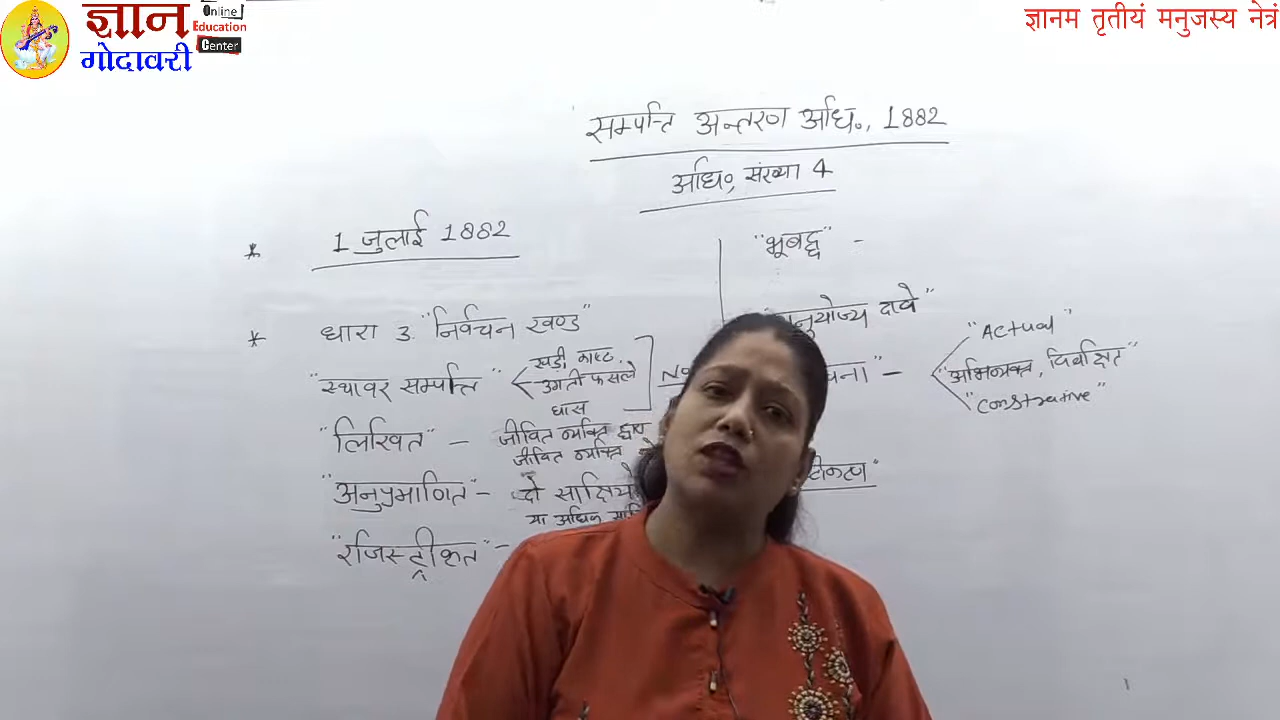 ज्ञान
Online
Education
Center
गोदावरी
ज्ञानम तृतीयं मनुजस्य नेत्रं
सम्पत्ति अन्तरण अधि०, 1882
अधि०, संख्या 4
* 1 जुलाई 1882
* धारा 3. "निर्वचन खण्ड"
"स्थावर सम्पत्ति"
खड़ी काष्ट,
उगती फसले
घास
"लिखित" - जीवित व्यक्ति द्वारा
जीवित व्यक्ति
"अनुप्रमाणित" - दो साक्षियो
या अधिक
"रजिस्ट्रीकृत" -
"भूबद्ध" -
दावे"
"Actual"
"अभिव्यक्त, विवक्षित"
"constructive"